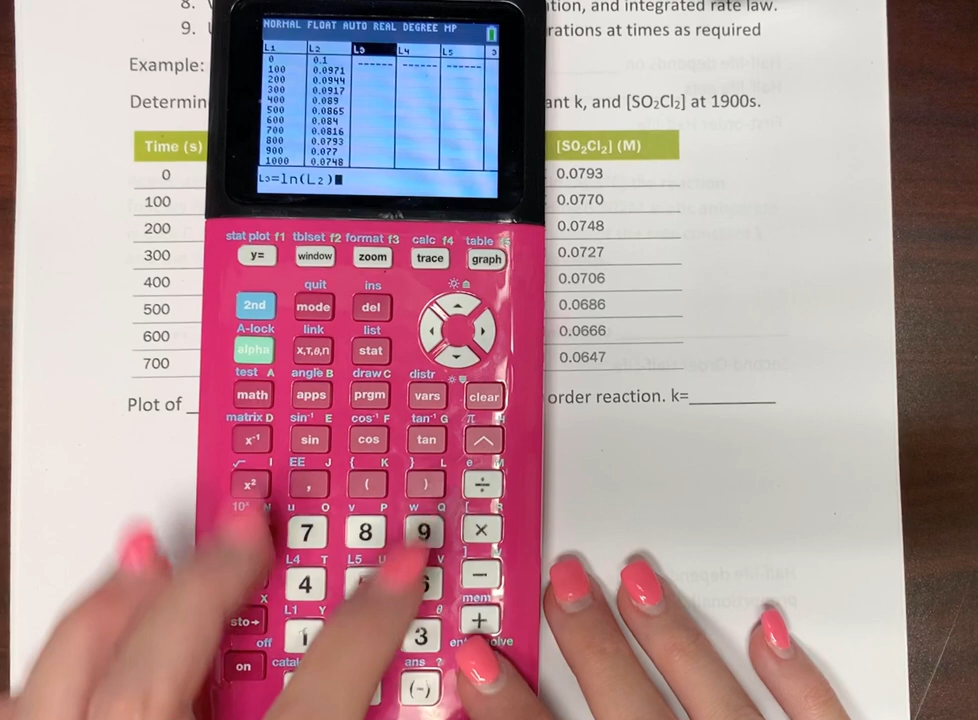 8.
tion, and integrated rate law.
9.
rations at times as required
Example:
Determin
ant k, and [SO₂Cl₂] at 1900s.
Time (s)
[SO₂Cl₂] (M)
0
0.0793
100
0.0770
200
0.0748
300
0.0727
400
0.0706
500
0.0686
600
0.0666
700
0.0647
Plot of _
order reaction. k=_________
NORMAL FLOAT AUTO REAL DEGREE MP
L1 L2 L3 L4 L5
0 0.1 ------ ------ ------
100 0.0971
200 0.0944
300 0.0917
400 0.089
500 0.0865
600 0.084
700 0.0816
800 0.0793
900 0.077
1000 0.0748
L3=ln(L2)
stat plot f1 tblset f2 format f3 calc f4 table
y= window zoom trace graph
quit ins
2nd mode del
A-lock link list
alpha X,T,θ,n stat
test A angle B draw C distr
math apps prgm vars clear
matrix D sin⁻¹ E cos⁻¹ F tan⁻¹ G π
x⁻¹ sin cos tan ^
√ I EE J { K } L e M
x² , ( ) ÷
10ˣ u O v P w Q [
7 8 9 ×
L4 T L5 U V ]
4 6 −
X L1 Y θ mem
sto→ 1 3 +
off ans ?
on (-)